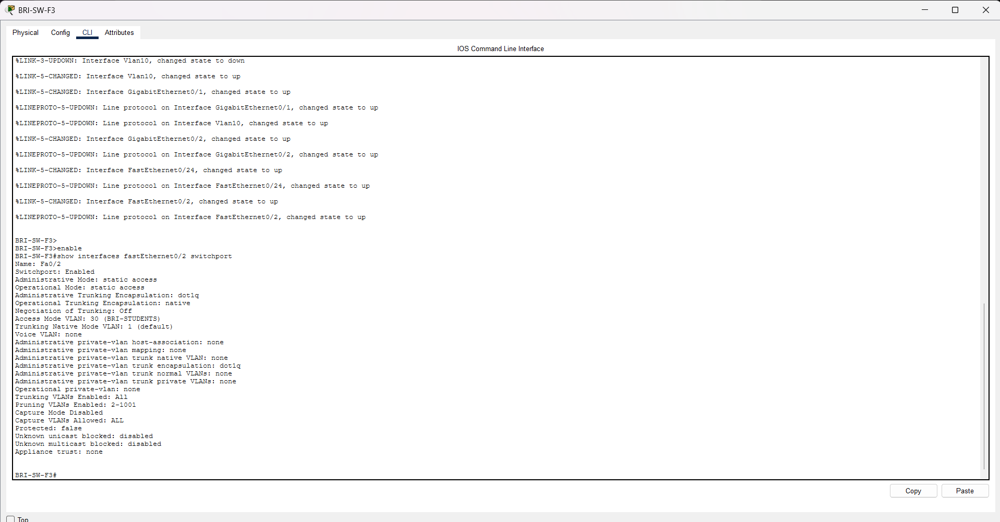 BRI-SW-F3
Physical Config CLI Attributes
IOS Command Line Interface
%LINK-3-UPDOWN: Interface Vlan10, changed state to down
%LINK-5-CHANGED: Interface Vlan10, changed state to up
%LINK-5-CHANGED: Interface GigabitEthernet0/1, changed state to up
%LINEPROTO-5-UPDOWN: Line protocol on Interface GigabitEthernet0/1, changed state to up
%LINEPROTO-5-UPDOWN: Line protocol on Interface Vlan10, changed state to up
%LINK-5-CHANGED: Interface GigabitEthernet0/2, changed state to up
%LINEPROTO-5-UPDOWN: Line protocol on Interface GigabitEthernet0/2, changed state to up
%LINK-5-CHANGED: Interface FastEthernet0/24, changed state to up
%LINEPROTO-5-UPDOWN: Line protocol on Interface FastEthernet0/24, changed state to up
%LINK-5-CHANGED: Interface FastEthernet0/2, changed state to up
%LINEPROTO-5-UPDOWN: Line protocol on Interface FastEthernet0/2, changed state to up
BRI-SW-F3>
BRI-SW-F3>enable
BRI-SW-F3#show interfaces fastEthernet0/2 switchport
Name: Fa0/2
Switchport: Enabled
Administrative Mode: static access
Operational Mode: static access
Administrative Trunking Encapsulation: dot1q
Operational Trunking Encapsulation: native
Negotiation of Trunking: Off
Access Mode VLAN: 30 (BRI-STUDENTS)
Trunking Native Mode VLAN: 1 (default)
Voice VLAN: none
Administrative private-vlan host-association: none
Administrative private-vlan mapping: none
Administrative private-vlan trunk native VLAN: none
Administrative private-vlan trunk encapsulation: dot1q
Administrative private-vlan trunk normal VLANs: none
Administrative private-vlan trunk private VLANs: none
Operational private-vlan: none
Trunking VLANs Enabled: All
Pruning VLANs Enabled: 2-1001
Capture Mode Disabled
Capture VLANs Allowed: ALL
Protected: false
Unknown unicast blocked: disabled
Unknown multicast blocked: disabled
Appliance trust: none
BRI-SW-F3#
Copy Paste
Top